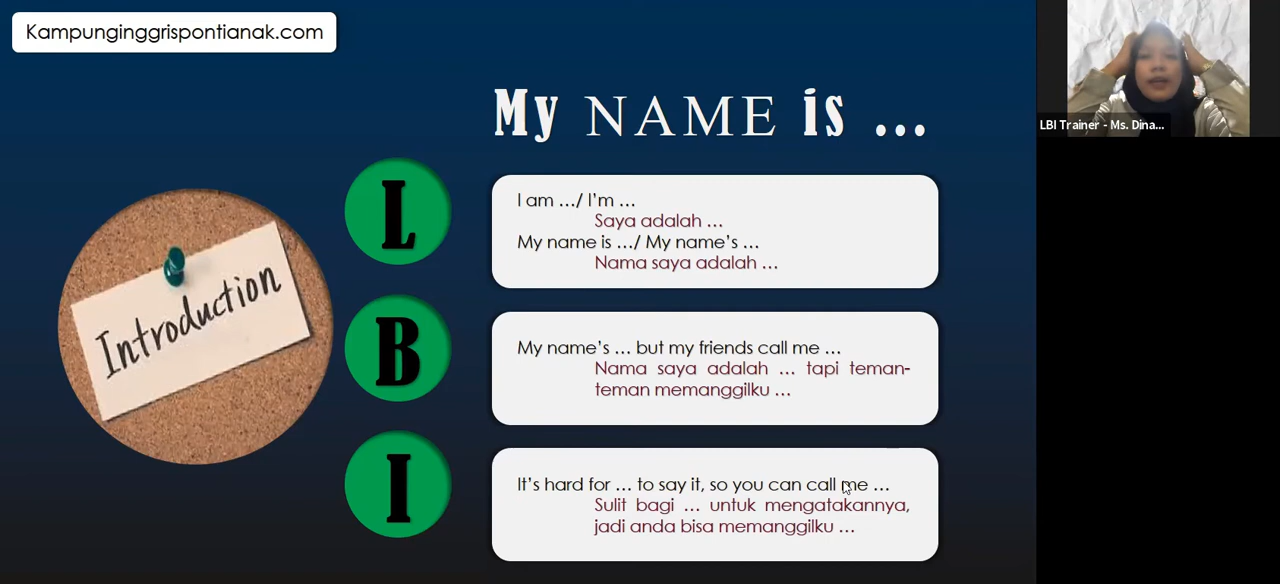 Kampunginggrispontianak.com
My NAME is ...
L
I am .../ I'm ...
Saya adalah ...
My name is .../ My name's ...
Nama saya adalah ...
B
My name's ... but my friends call me ...
Nama saya adalah ... tapi teman-
teman memanggilku ...
I
It's hard for ... to say it, so you can call me ...
Sulit bagi ... untuk mengatakannya,
jadi anda bisa memanggilku ...
Introduction
LBI Trainer - Ms. Dina...